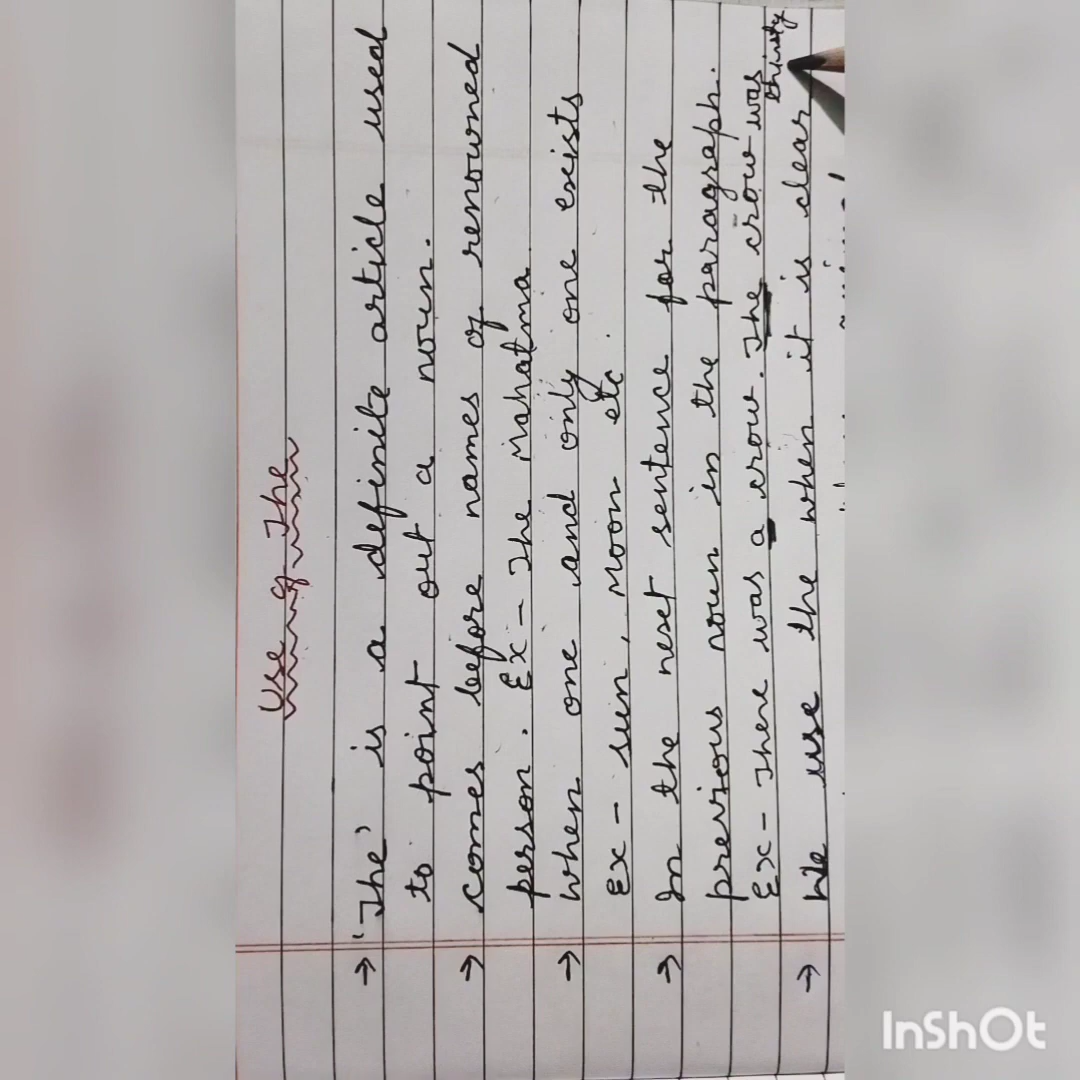 Use of The
→ 'The' is a definite article used
to point out a noun.
→ comes before names of renowned
person. Ex - The Mahatma
→ when one and only one exists
Ex - sun, Moon etc.
→ In the next sentence for the
previous noun in the paragraph.
Ex - There was a crow. The crow was
thirsty
→ We use the when it is clear
InShOt